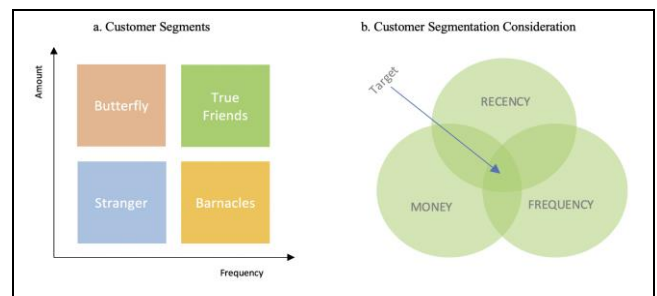 a. Customer Segments
Amount
Butterfly
True
Friends
Stranger
Barnacles
Frequency
b. Customer Segmentation Consideration
Target
RECENCY
MONEY
FREQUENCY